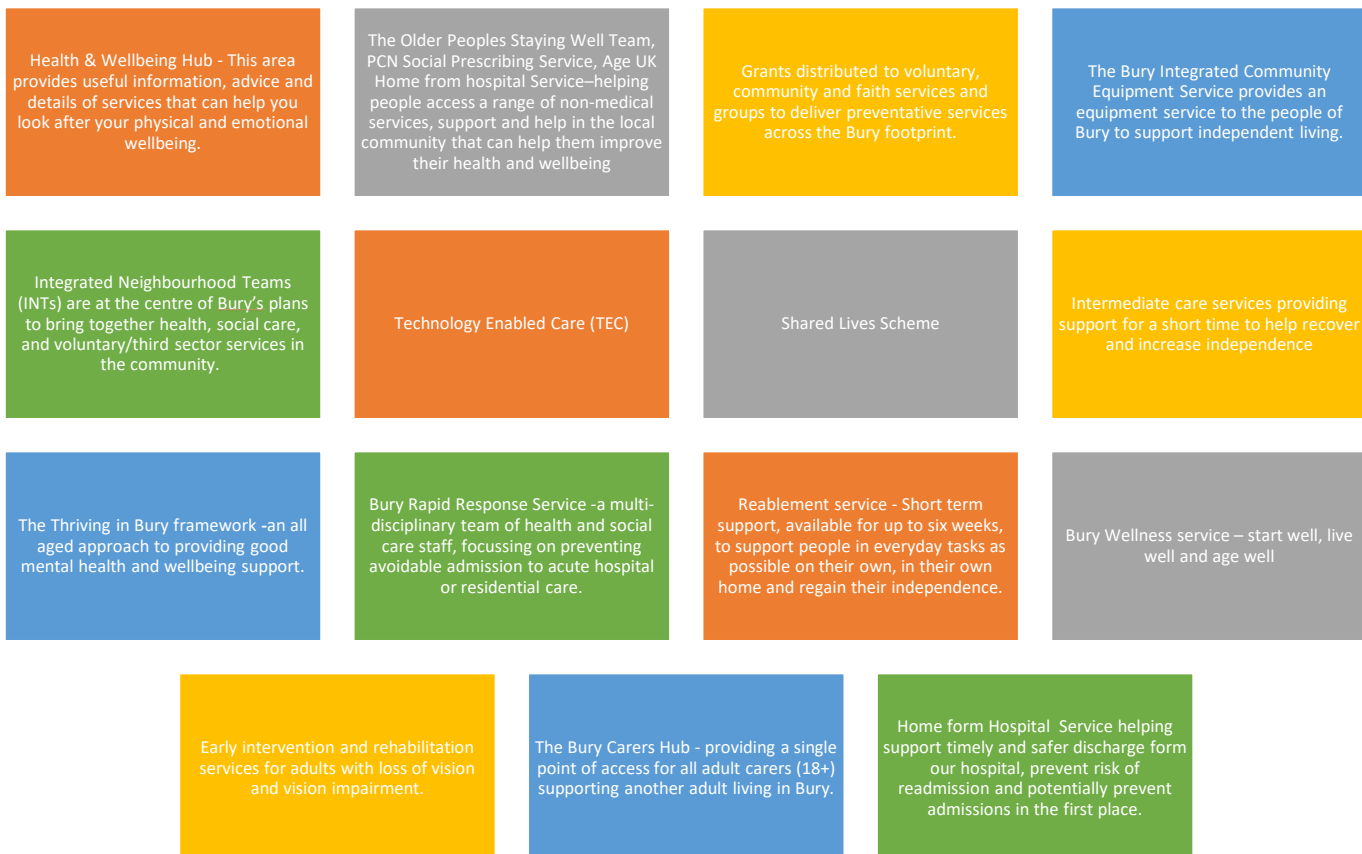 Health & Wellbeing Hub - This area
provides useful information, advice and
details of services that can help you
look after your physical and emotional
wellbeing.
The Older Peoples Staying Well Team,
PCN Social Prescribing Service, Age UK
Home from hospital Service–helping
people access a range of non-medical
services, support and help in the local
community that can help them improve
their health and wellbeing
Grants distributed to voluntary,
community and faith services and
groups to deliver preventative services
across the Bury footprint.
The Bury Integrated Community
Equipment Service provides an
equipment service to the people of
Bury to support independent living.
Integrated Neighbourhood Teams
(INTs) are at the centre of Bury’s plans
to bring together health, social care,
and voluntary/third sector services in
the community.
Technology Enabled Care (TEC)
Shared Lives Scheme
Intermediate care services providing
support for a short time to help recover
and increase independence
The Thriving in Bury framework -an all
aged approach to providing good
mental health and wellbeing support.
Bury Rapid Response Service -a multi-
disciplinary team of health and social
care staff, focussing on preventing
avoidable admission to acute hospital
or residential care.
Reablement service - Short term
support, available for up to six weeks,
to support people in everyday tasks as
possible on their own, in their own
home and regain their independence.
Bury Wellness service – start well, live
well and age well
Early intervention and rehabilitation
services for adults with loss of vision
and vision impairment.
The Bury Carers Hub - providing a single
point of access for all adult carers (18+)
supporting another adult living in Bury.
Home form Hospital Service helping
support timely and safer discharge form
our hospital, prevent risk of
readmission and potentially prevent
admissions in the first place.